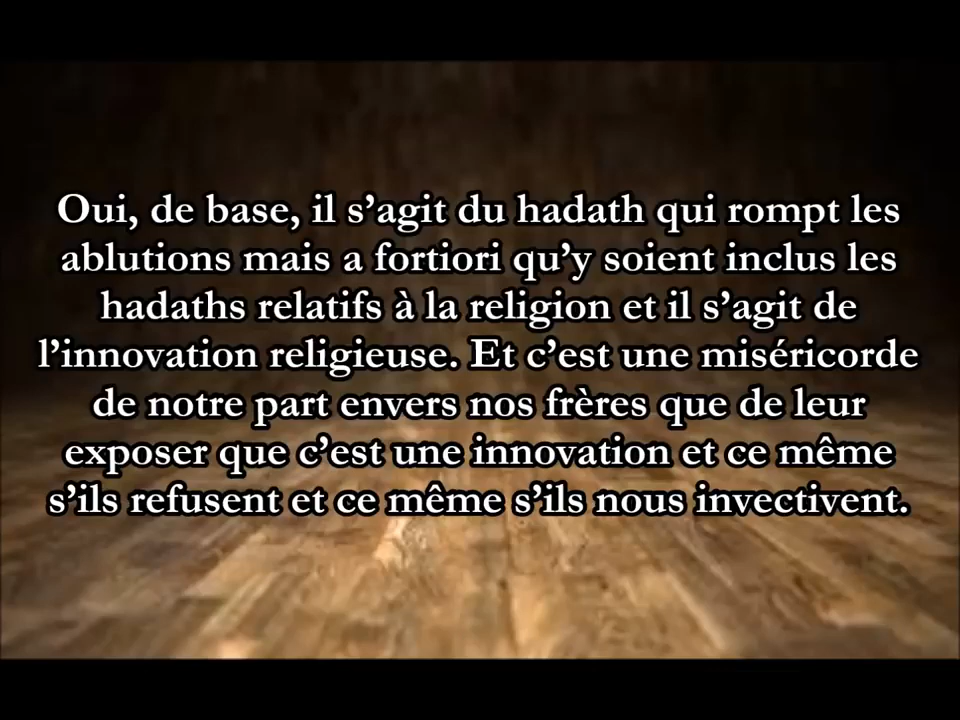 Oui, de base, il s’agit du hadath qui rompt les
ablutions mais a fortiori qu’y soient inclus les
hadaths relatifs à la religion et il s’agit de
l’innovation religieuse. Et c’est une miséricorde
de notre part envers nos frères que de leur
exposer que c’est une innovation et ce même
s’ils refusent et ce même s’ils nous invectivent.